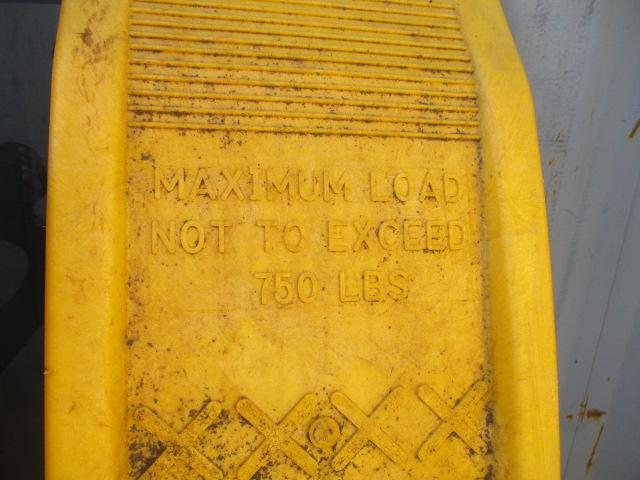 MAXIMUM LOAD
NOT TO EXCEED
750 LBS